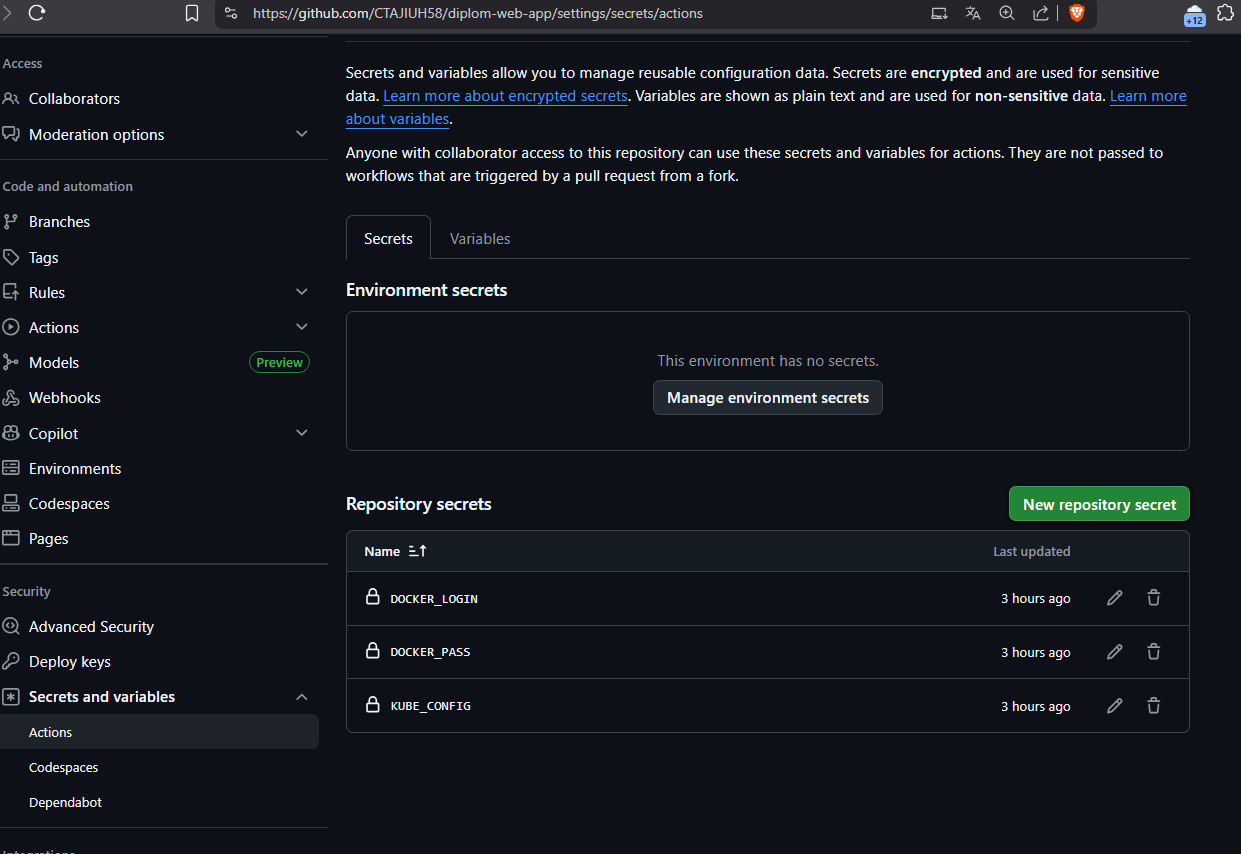 https://github.com/CTAJIUH58/diplom-web-app/settings/secrets/actions
+12
Access
Collaborators
Moderation options
Code and automation
Branches
Tags
Rules
Actions
Models
Preview
Webhooks
Copilot
Environments
Codespaces
Pages
Security
Advanced Security
Deploy keys
Secrets and variables
Actions
Codespaces
Dependabot
Integrations
Secrets and variables allow you to manage reusable configuration data. Secrets are encrypted and are used for sensitive
data. Learn more about encrypted secrets. Variables are shown as plain text and are used for non-sensitive data. Learn more
about variables.
Anyone with collaborator access to this repository can use these secrets and variables for actions. They are not passed to
workflows that are triggered by a pull request from a fork.
Secrets Variables
Environment secrets
This environment has no secrets.
Manage environment secrets
Repository secrets
New repository secret
Name Last updated
DOCKER_LOGIN 3 hours ago
DOCKER_PASS 3 hours ago
KUBE_CONFIG 3 hours ago